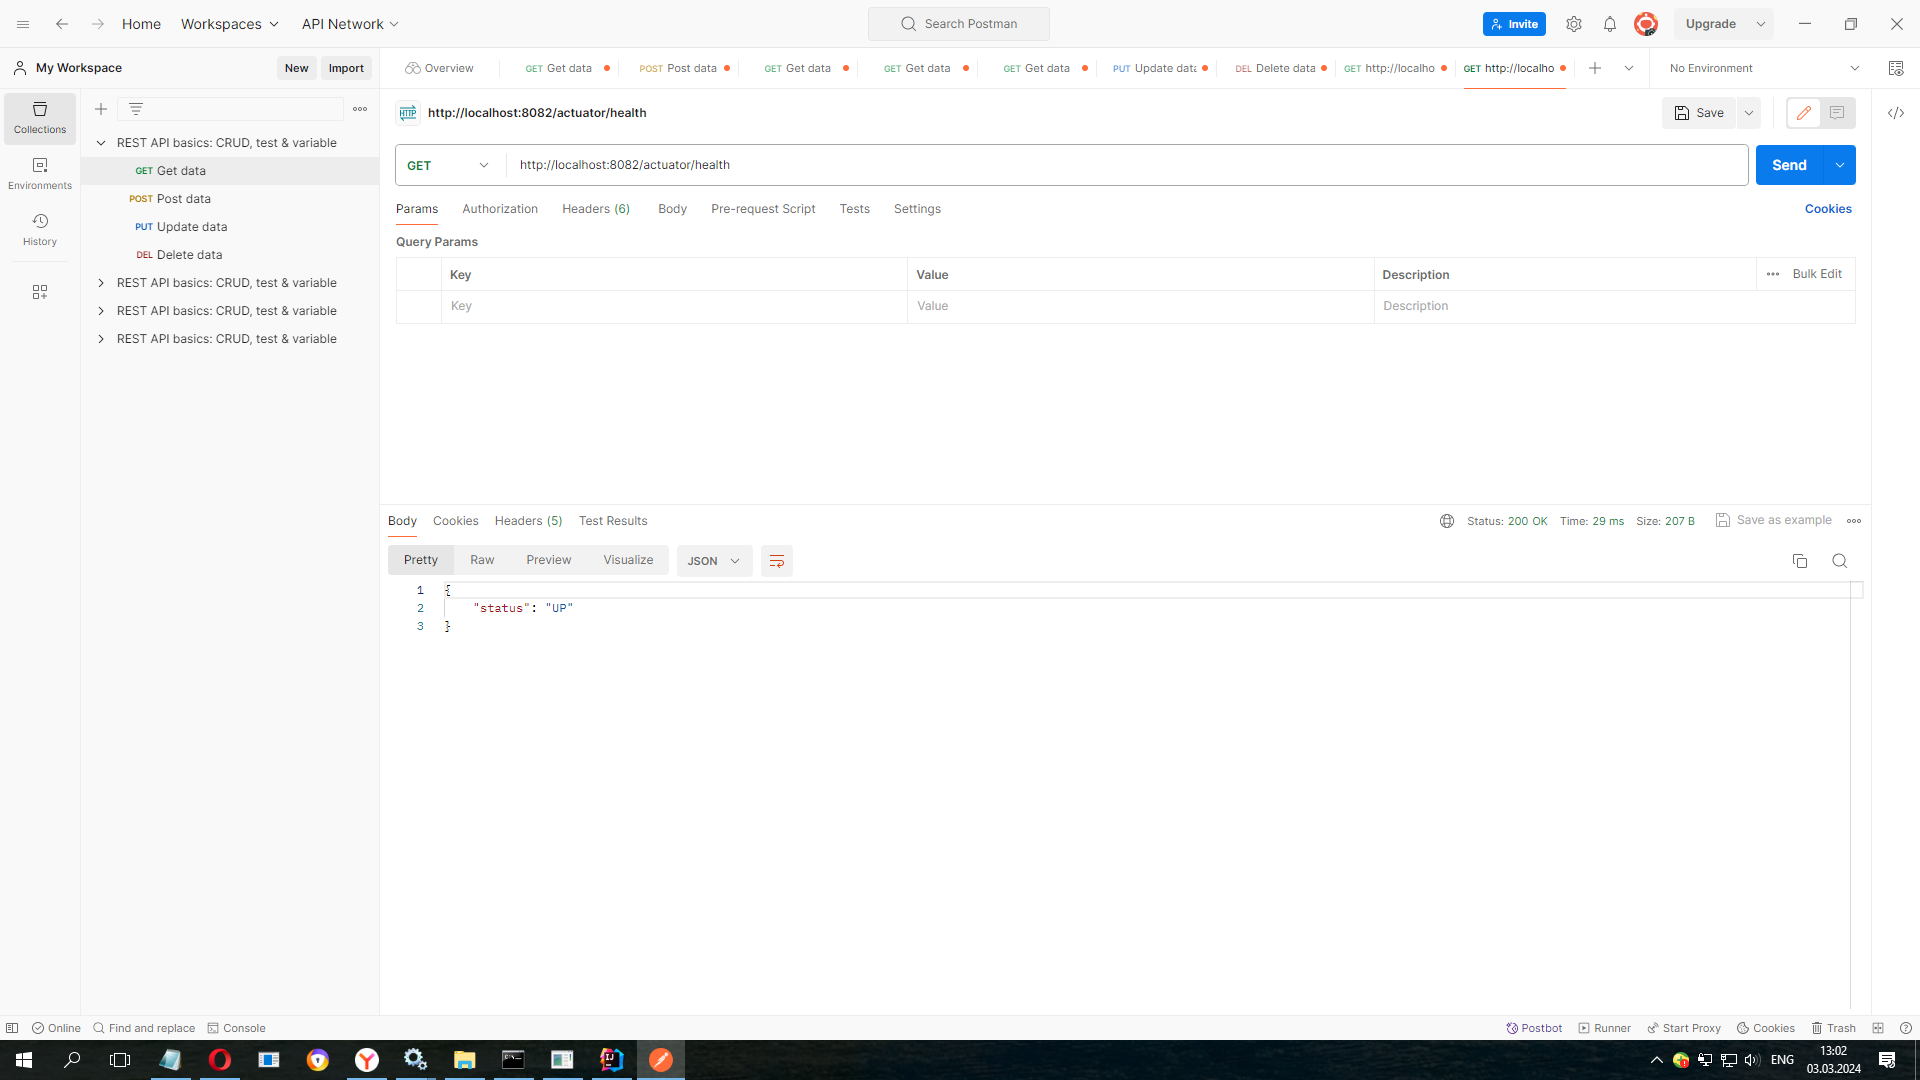 Home
Workspaces
API Network
Search Postman
Invite
Upgrade
My Workspace
New
Import
Overview
GET Get data
POST Post data
GET Get data
GET Get data
GET Get data
PUT Update data
DEL Delete data
GET http://localho
GET http://localho
No Environment
Collections
Environments
History
REST API basics: CRUD, test & variable
GET Get data
POST Post data
PUT Update data
DEL Delete data
REST API basics: CRUD, test & variable
REST API basics: CRUD, test & variable
REST API basics: CRUD, test & variable
HTTP http://localhost:8082/actuator/health
Save
GET http://localhost:8082/actuator/health
Send
Params Authorization Headers (6) Body Pre-request Script Tests Settings
Cookies
Query Params
Key Value Description Bulk Edit
Key Value Description
Body Cookies Headers (5) Test Results
Status: 200 OK Time: 29 ms Size: 207 B Save as example
Pretty Raw Preview Visualize JSON
1 {
2 "status": "UP"
3 }
Online Find and replace Console
Postbot Runner Start Proxy Cookies Trash
ENG
13:02
03.03.2024